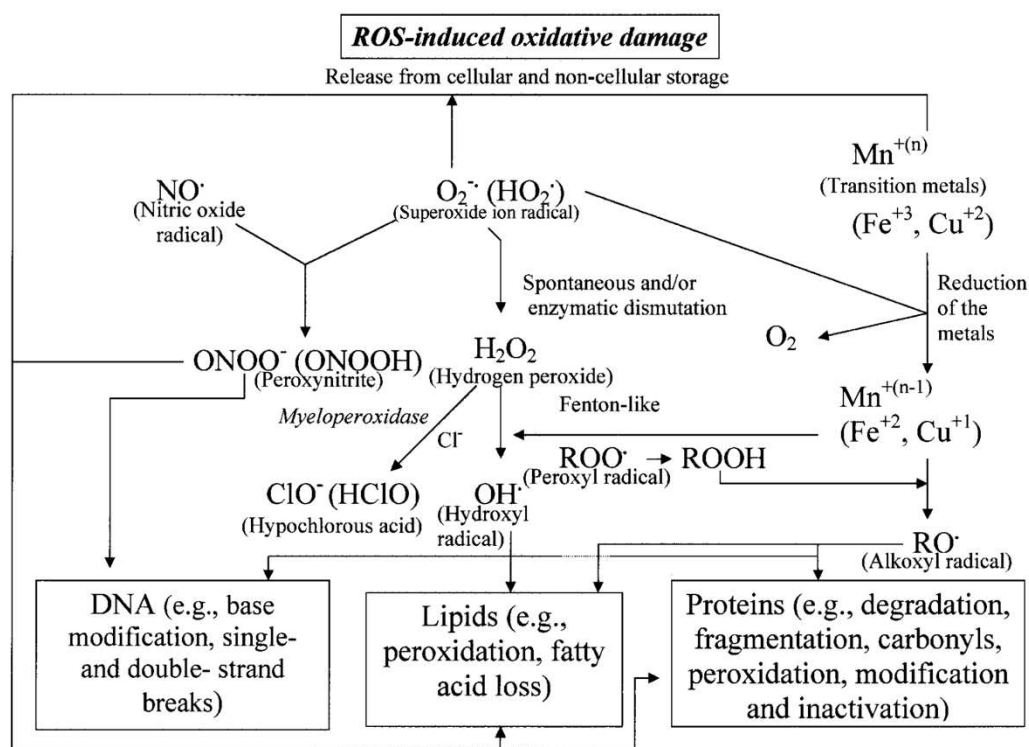 ROS-induced oxidative damage
Release from cellular and non-cellular storage
Mn+(n)
(Transition metals)
(Fe+3, Cu+2)
NO·
(Nitric oxide
radical)
O2-· (HO2·)
(Superoxide ion radical)
Spontaneous and/or
enzymatic dismutation
Reduction
of the
metals
O2
ONOO- (ONOOH)
(Peroxynitrite)
H2O2
(Hydrogen peroxide)
Mn+(n-1)
(Fe+2, Cu+1)
Myeloperoxidase
Cl-
Fenton-like
ROO· ROOH
(Peroxyl radical)
ClO- (HClO)
(Hypochlorous acid)
OH·
(Hydroxyl
radical)
RO·
(Alkoxyl radical)
DNA (e.g., base
modification, single-
and double- strand
breaks)
Lipids (e.g.,
peroxidation, fatty
acid loss)
Proteins (e.g., degradation,
fragmentation, carbonyls,
peroxidation, modification
and inactivation)